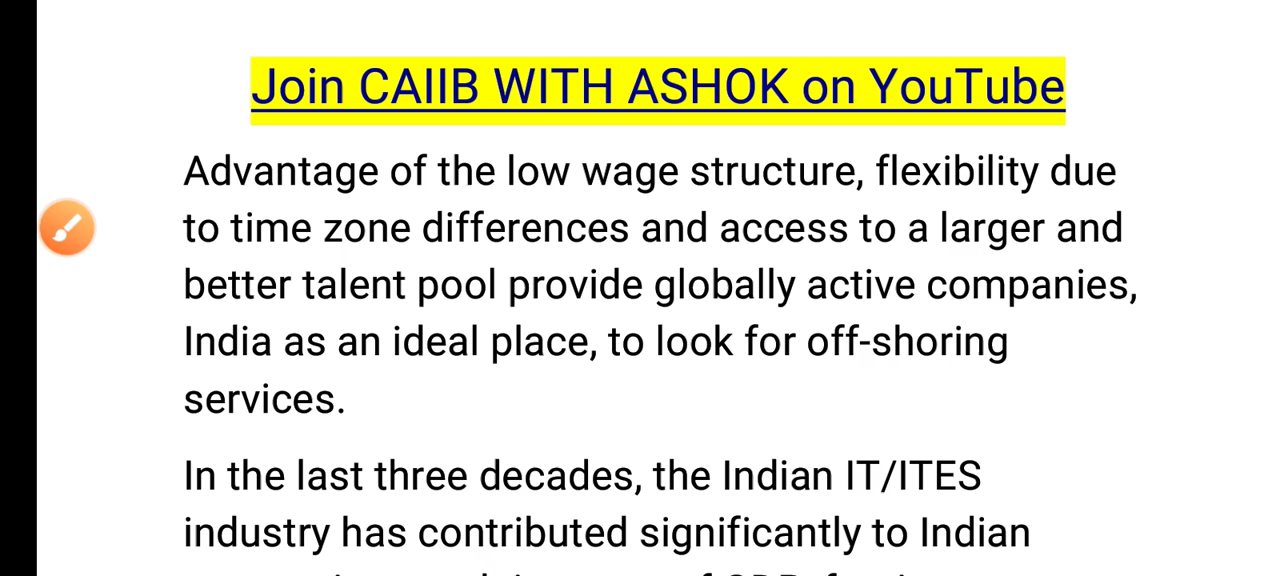 Join CAIIB WITH ASHOK on YouTube
Advantage of the low wage structure, flexibility due
to time zone differences and access to a larger and
better talent pool provide globally active companies,
India as an ideal place, to look for off-shoring
services.
In the last three decades, the Indian IT/ITES
industry has contributed significantly to Indian